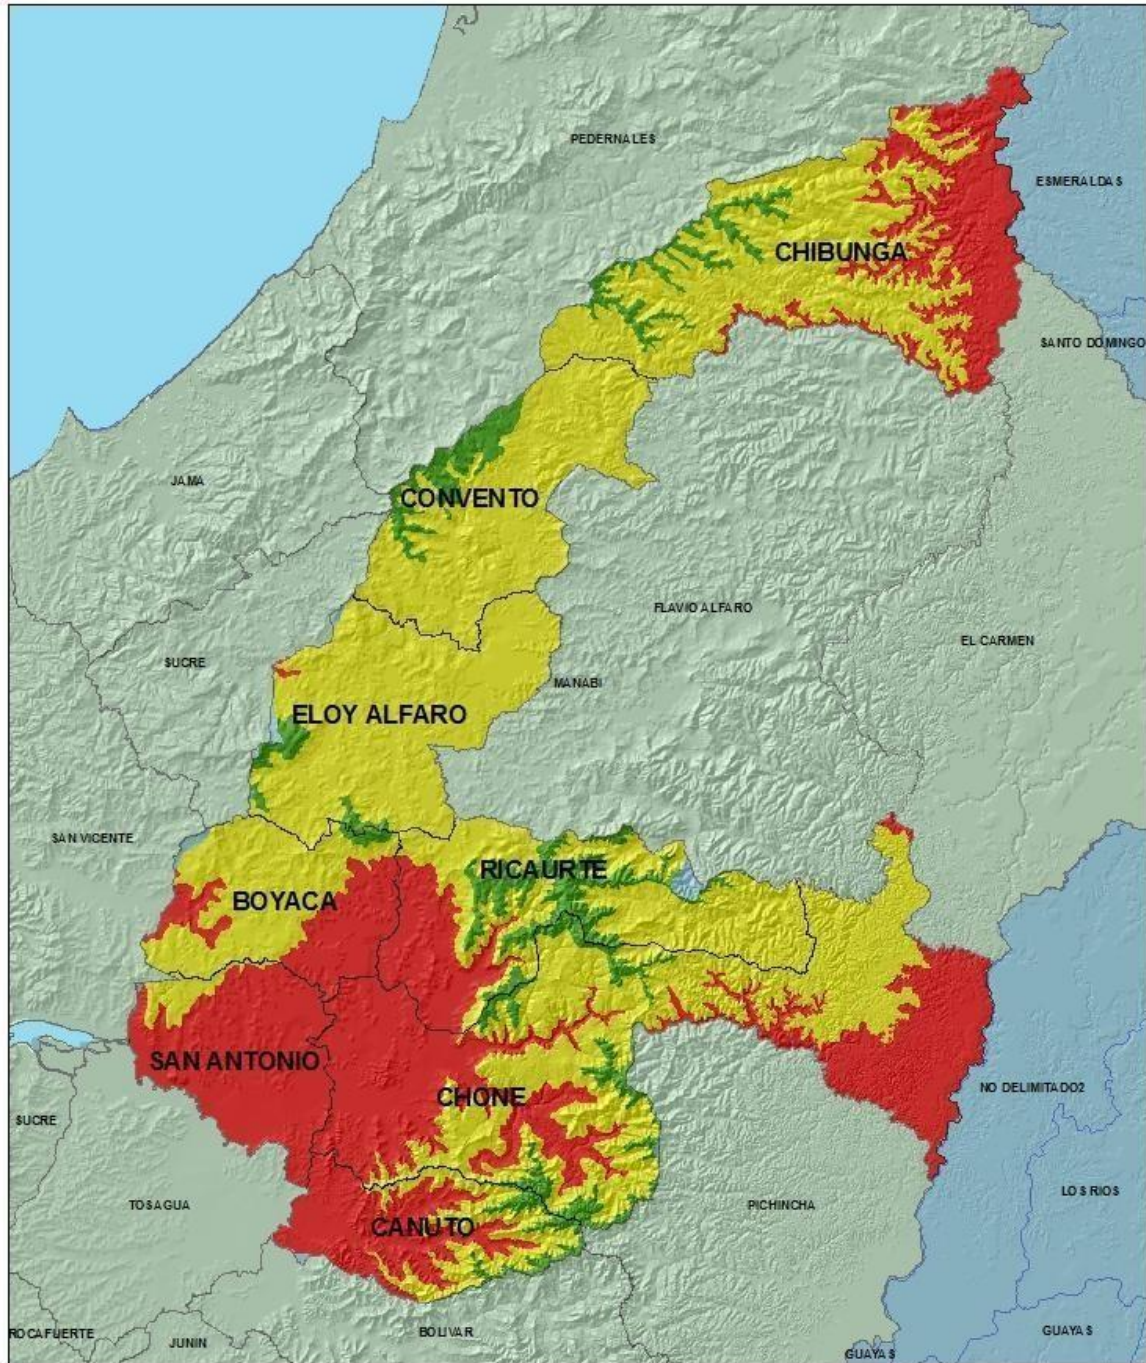 PEDERNALES
ESMERALDAS
CHIBUNGA
SANTO DOMINGO
JAMA
CONVENTO
FLAVIO ALFARO
EL CARMEN
SUCRE
MANABI
ELOY ALFARO
SAN VICENTE
RICAURTE
BOYACA
SAN ANTONIO
NO DELIMITADO2
CHONE
SUCRE
LOS RIOS
TOSAGUA
PICHINCHA
CANUTO
ROCAFUERTE
JUNIN
BOLIVAR
GUAYAS
GUAYAS